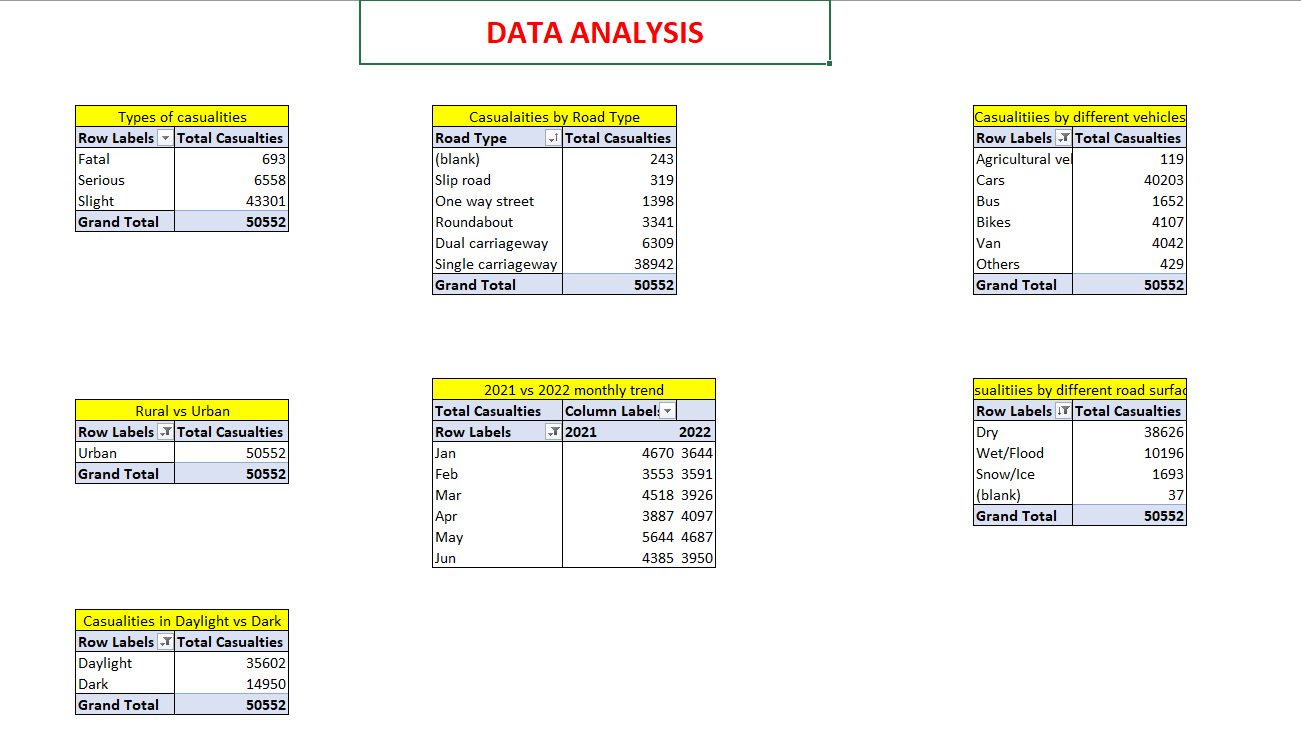 DATA ANALYSIS
Types of casualities
Row Labels Total Casualties
Fatal 693
Serious 6558
Slight 43301
Grand Total 50552
Casualaities by Road Type
Road Type Total Casualties
(blank) 243
Slip road 319
One way street 1398
Roundabout 3341
Dual carriageway 6309
Single carriageway 38942
Grand Total 50552
Casualitiies by different vehicles
Row Labels Total Casualties
Agricultural vel 119
Cars 40203
Bus 1652
Bikes 4107
Van 4042
Others 429
Grand Total 50552
Rural vs Urban
Row Labels Total Casualties
Urban 50552
Grand Total 50552
2021 vs 2022 monthly trend
Total Casualties Column Labels
Row Labels 2021 2022
Jan 4670 3644
Feb 3553 3591
Mar 4518 3926
Apr 3887 4097
May 5644 4687
Jun 4385 3950
sualitiies by different road surfac
Row Labels Total Casualties
Dry 38626
Wet/Flood 10196
Snow/Ice 1693
(blank) 37
Grand Total 50552
Casualities in Daylight vs Dark
Row Labels Total Casualties
Daylight 35602
Dark 14950
Grand Total 50552